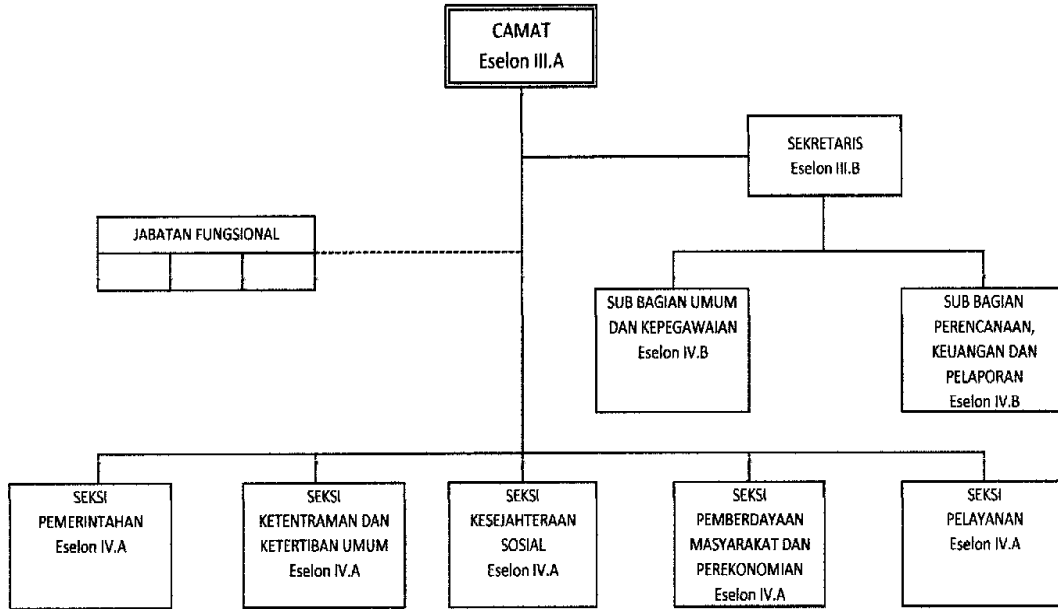 CAMAT
Eselon III.A
SEKRETARIS
Eselon III.B
JABATAN FUNGSIONAL
SUB BAGIAN UMUM
DAN KEPEGAWAIAN
Eselon IV.B
SUB BAGIAN
PERENCANAAN,
KEUANGAN DAN
PELAPORAN
Eselon IV.B
SEKSI
PEMERINTAHAN
Eselon IV.A
SEKSI
KETENTRAMAN DAN
KETERTIBAN UMUM
Eselon IV.A
SEKSI
KESEJAHTERAAN
SOSIAL
Eselon IV.A
SEKSI
PEMBERDAYAAN
MASYARAKAT DAN
PEREKONOMIAN
Eselon IV.A
SEKSI
PELAYANAN
Eselon IV.A